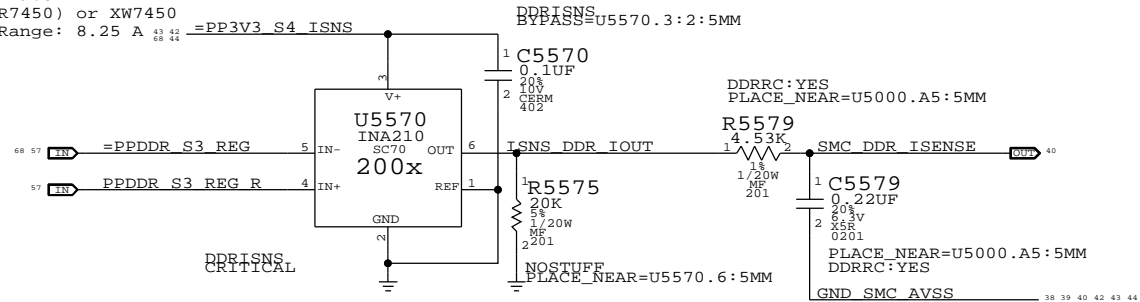 R7450) or XW7450
Range: 8.25 A
43 42
68 44
=PP3V3_S4_ISNS
DDRISNS
BYPASS=U5570.3:2:5MM
1
C5570
0.1UF
20%
10V
CERM
402
2
3
V+
U5570
INA210
SC70
200x
68 57
IN
=PPDDR_S3_REG
5
IN-
57
IN
PPDDR_S3_REG_R
4
IN+
OUT
6
ISNS_DDR_IOUT
REF
1
GND
2
DDRISNS
CRITICAL
1
R5575
20K
5%
1/20W
MF
201
2
NOSTUFF
PLACE_NEAR=U5570.6:5MM
DDRRC:YES
PLACE_NEAR=U5000.A5:5MM
R5579
4.53K
1
2
1%
1/20W
MF
201
SMC_DDR_ISENSE
OUT
40
1
C5579
0.22UF
20%
6.3V
X5R
0201
2
PLACE_NEAR=U5000.A5:5MM
DDRRC:YES
GND_SMC_AVSS
38 39 40 42 43 44